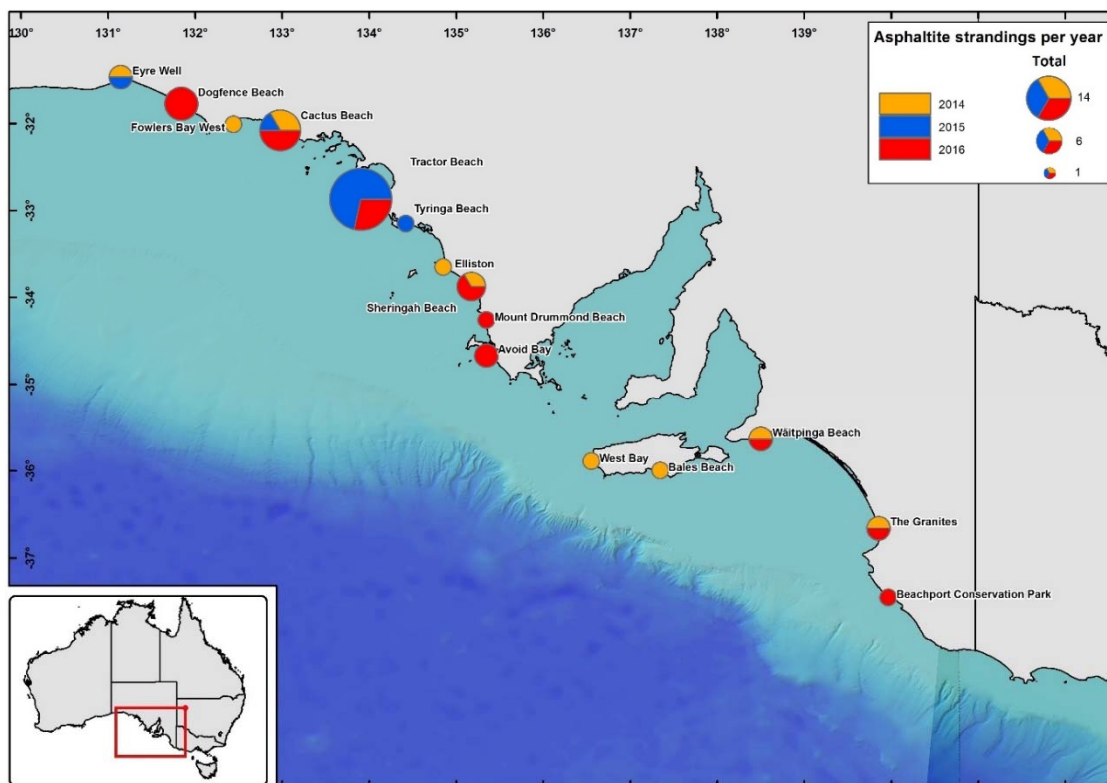 130° 131° 132° 133° 134° 135° 136° 137° 138° 139°
Asphaltite strandings per year
Total
2014
2015
2016
14
6
1
Eyre Well
Dogfence Beach
Fowlers Bay West
Cactus Beach
-32°
Tractor Beach
-33°
Tyringa Beach
Elliston
-34°
Sheringah Beach
Mount Drummond Beach
Avoid Bay
-35°
Waitpinga Beach
West Bay
Bales Beach
-36°
The Granites
-37°
Beachport Conservation Park